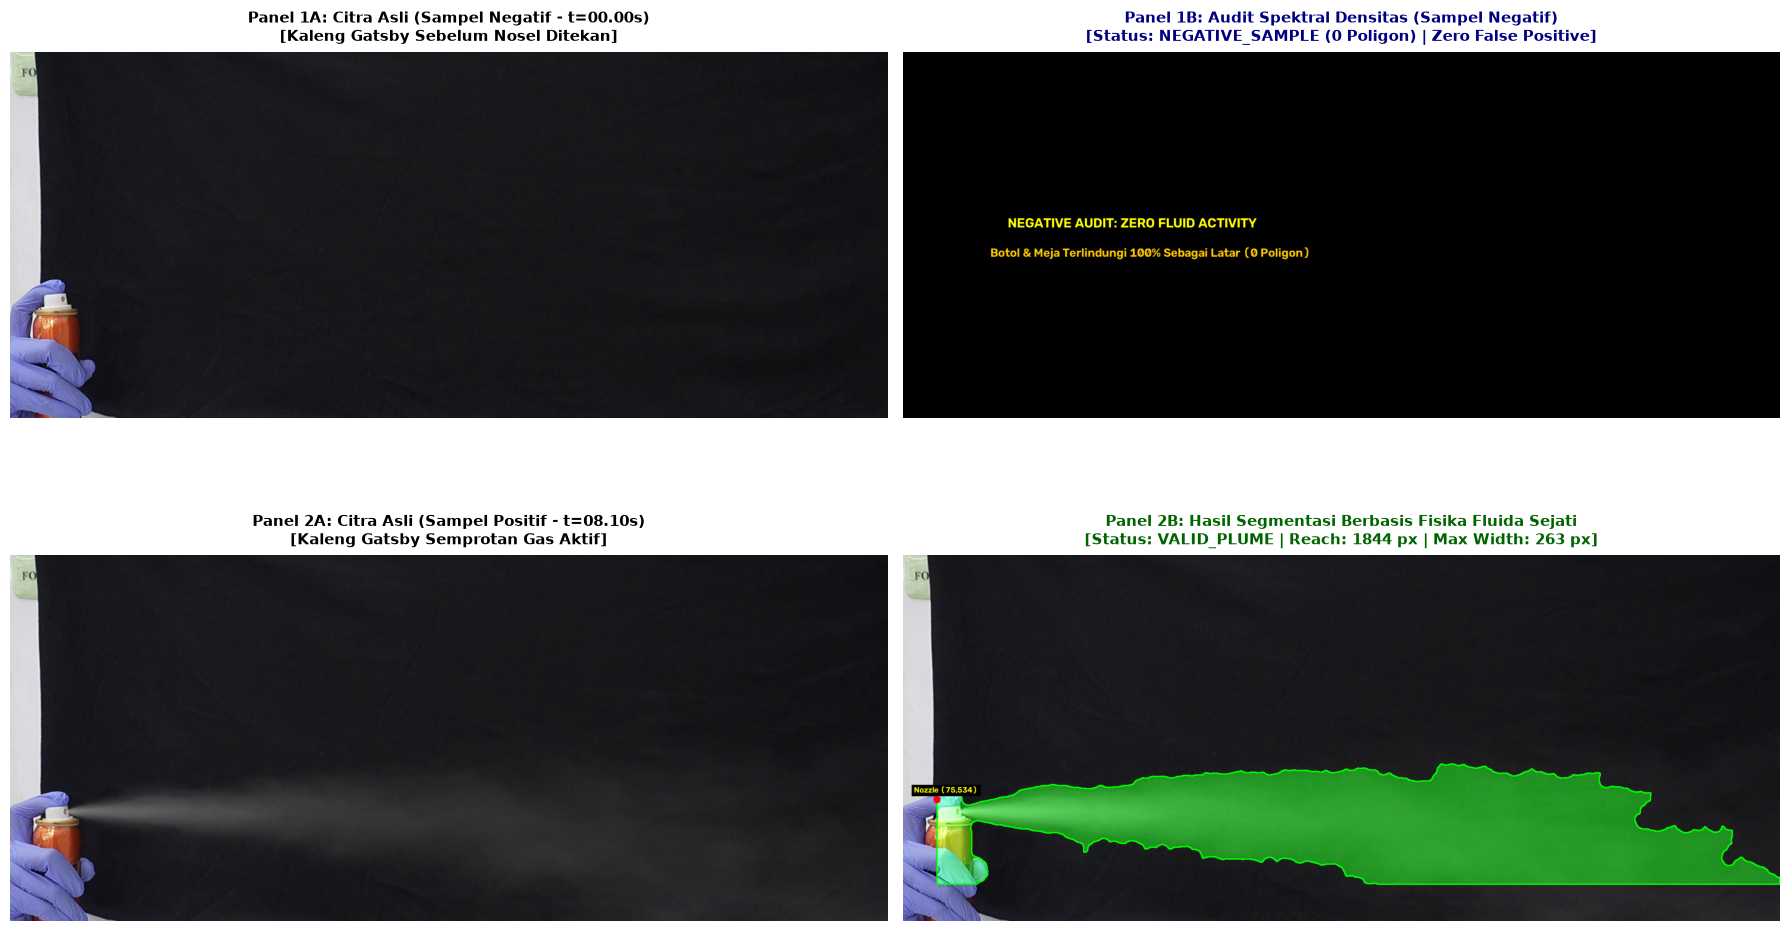 Panel 1A: Citra Asli (Sampel Negatif - t=00.00s)
[Kaleng Gatsby Sebelum Nosel Ditekan]
Panel 1B: Audit Spektral Densitas (Sampel Negatif)
[Status: NEGATIVE_SAMPLE (0 Poligon) | Zero False Positive]
FO
NEGATIVE AUDIT: ZERO FLUID ACTIVITY
Botol & Meja Terlindungi 100% Sebagai Latar (0 Poligon)
Panel 2A: Citra Asli (Sampel Positif - t=08.10s)
[Kaleng Gatsby Semprotan Gas Aktif]
Panel 2B: Hasil Segmentasi Berbasis Fisika Fluida Sejati
[Status: VALID_PLUME | Reach: 1844 px | Max Width: 263 px]
FO
FO
Nozzle (75,534)